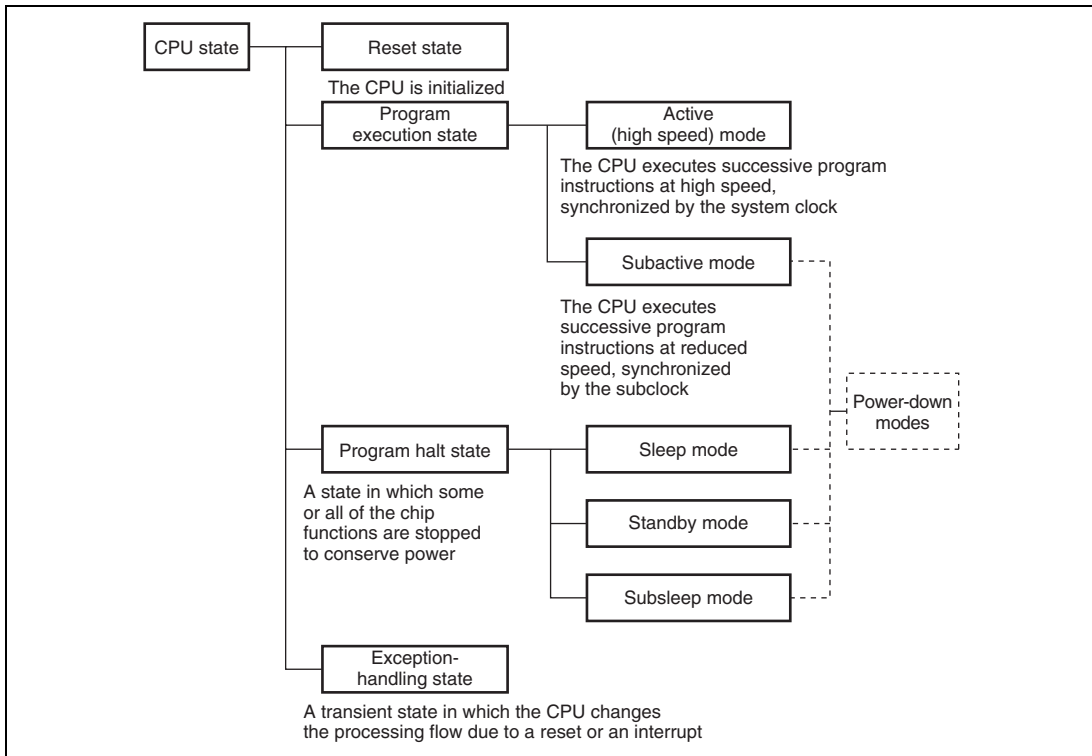 CPU state
Reset state
The CPU is initialized
Program
execution state
Active
(high speed) mode
The CPU executes successive program
instructions at high speed,
synchronized by the system clock
Subactive mode
The CPU executes
successive program
instructions at reduced
speed, synchronized
by the subclock
Power-down
modes
Program halt state
A state in which some
or all of the chip
functions are stopped
to conserve power
Sleep mode
Standby mode
Subsleep mode
Exception-
handling state
A transient state in which the CPU changes
the processing flow due to a reset or an interrupt